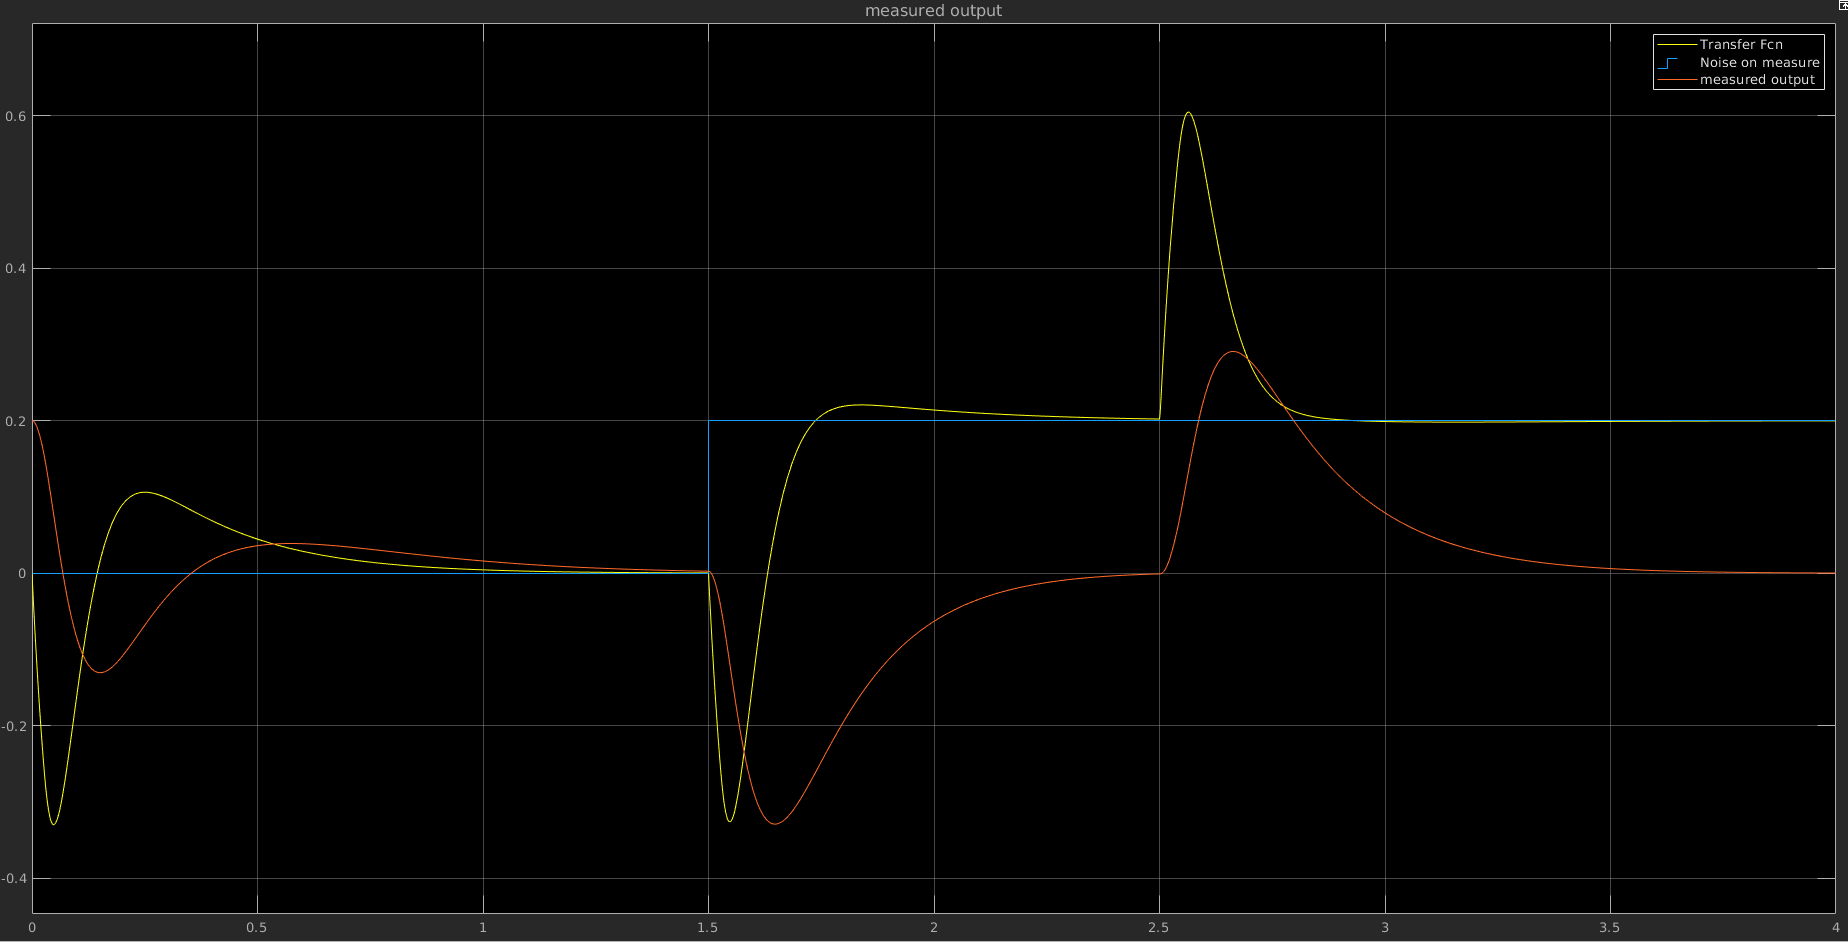 measured output
Transfer Fcn
Noise on measure
measured output
0.6
0.4
0.2
0
-0.2
-0.4
0 0.5 1 1.5 2 2.5 3 3.5 4